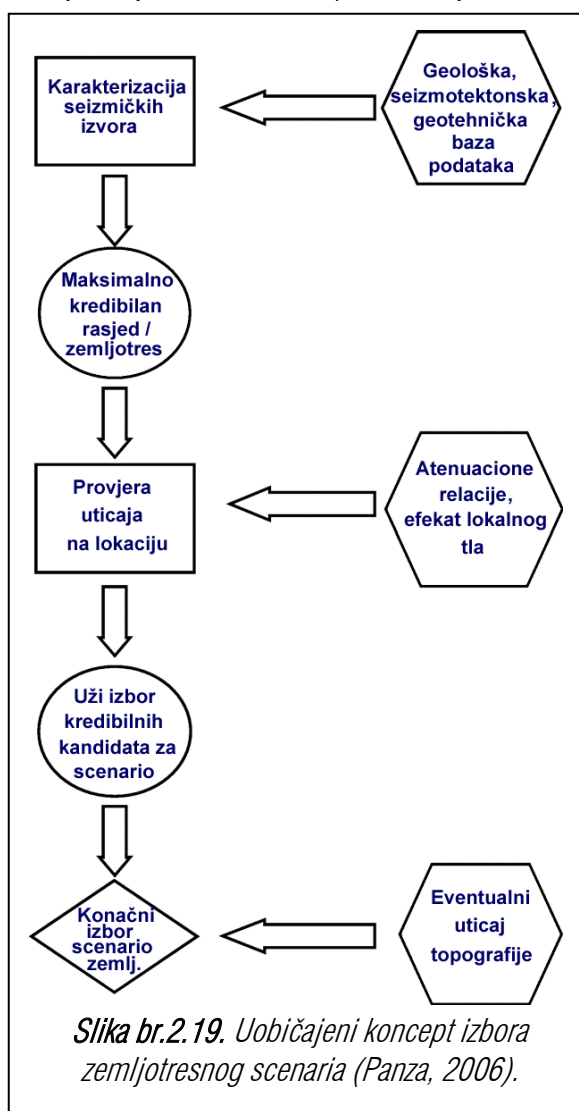 Karakterizacija
seizmičkih
izvora
Geološka,
seizmotektonska,
geotehnička
baza
podataka
Maksimalno
kredibilan
rasjed /
zemljotres
Provjera
uticaja
na lokaciju
Atenuacione
relacije,
efekat lokalnog
tla
Uži izbor
kredibilnih
kandidata za
scenario
Konačni
izbor
scenario
zemlj.
Eventualni
uticaj
topografije
Slika br.2.19. Uobičajeni koncept izbora
zemljotresnog scenaria (Panza, 2006).